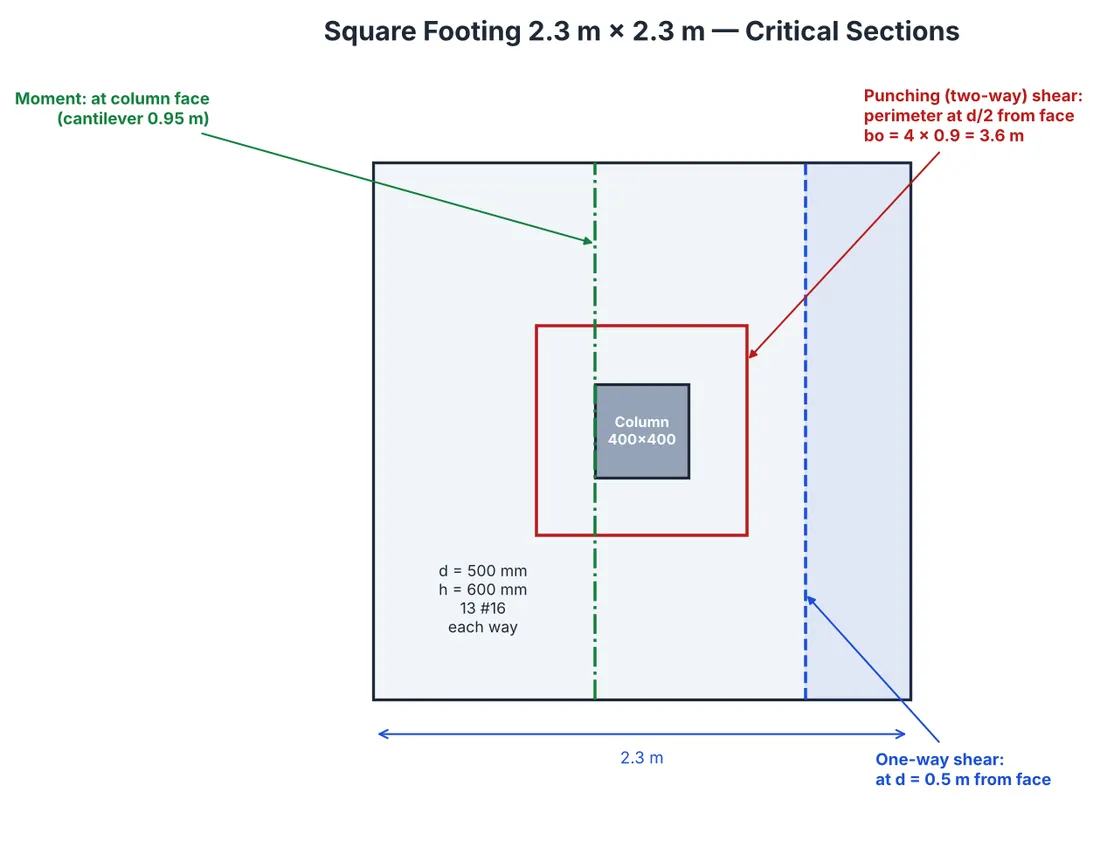 Square Footing 2.3 m × 2.3 m — Critical Sections
Moment: at column face
(cantilever 0.95 m)
Punching (two-way) shear:
perimeter at d/2 from face
bo = 4 × 0.9 = 3.6 m
Column
400×400
d = 500 mm
h = 600 mm
13 #16
each way
2.3 m
One-way shear:
at d = 0.5 m from face